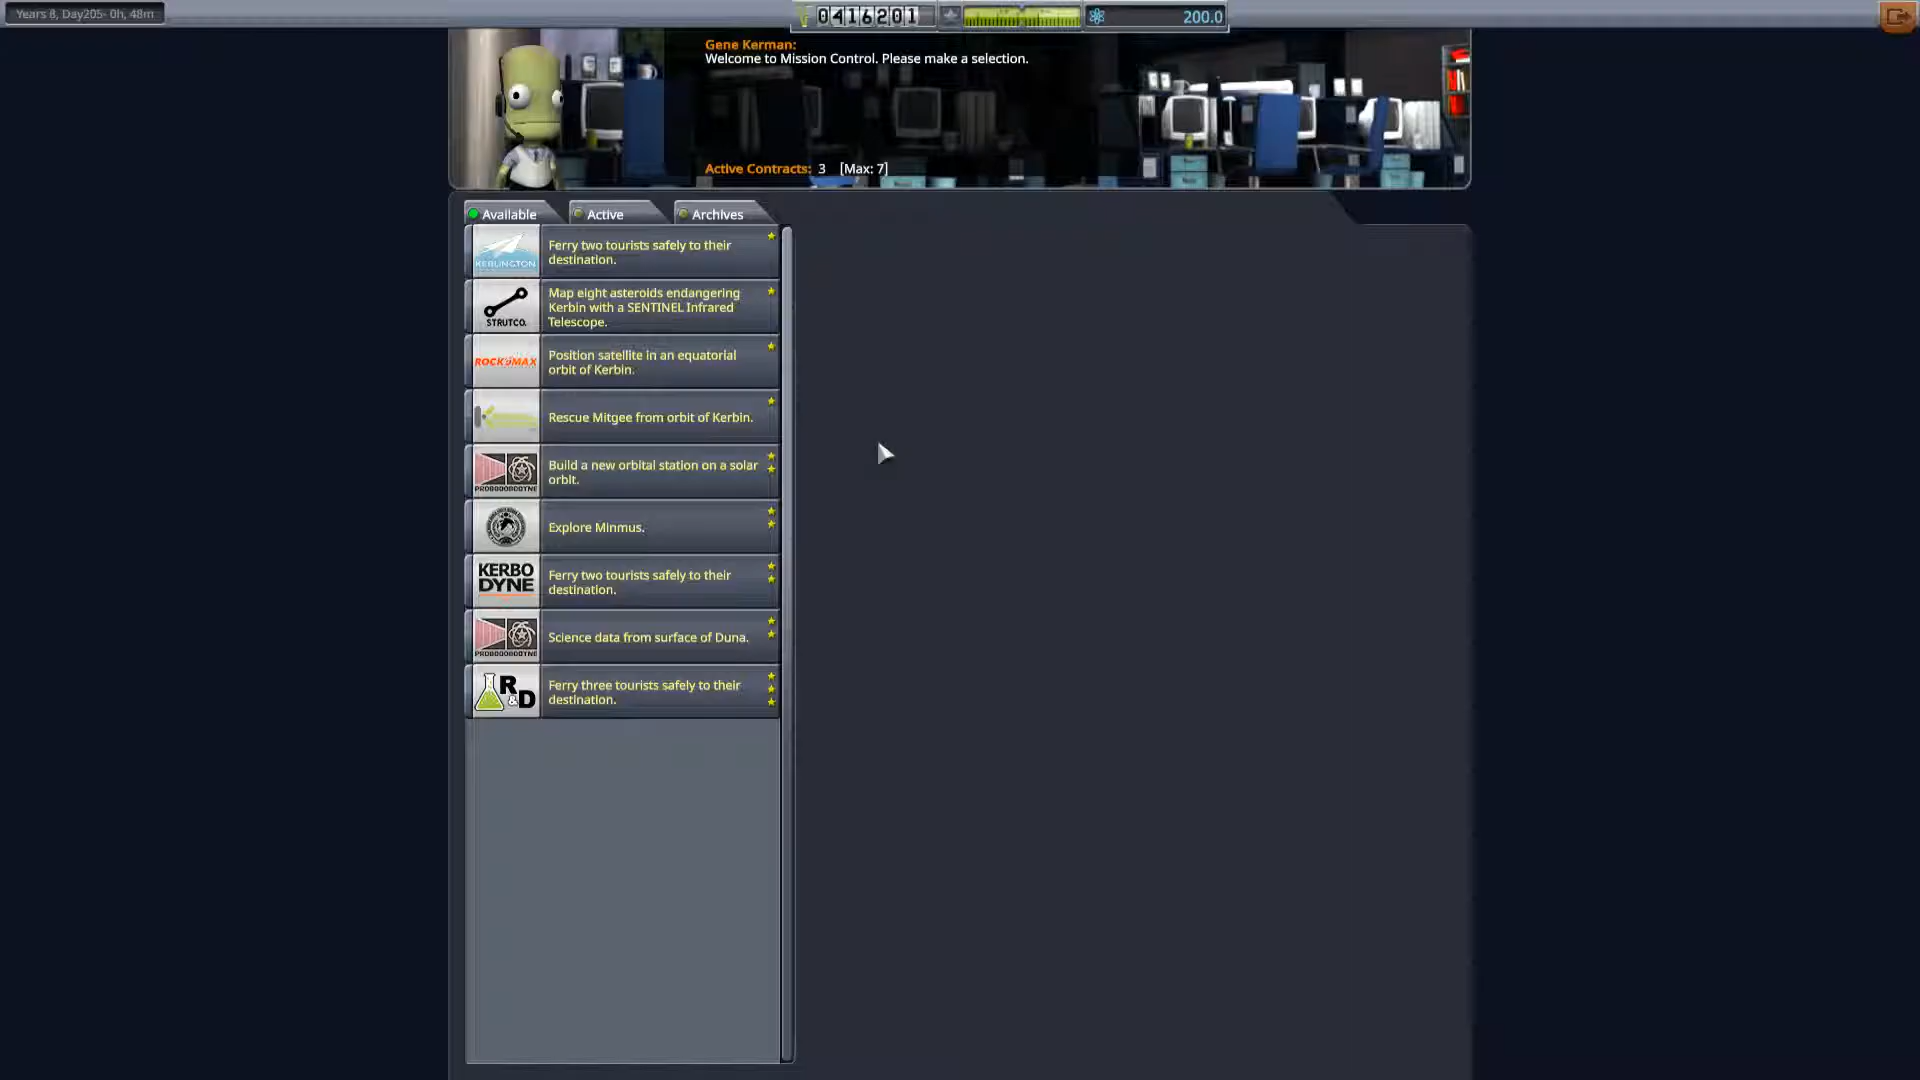 Years 8, Day205- 0h, 48m
0416201
200.0
Gene Kerman:
Welcome to Mission Control. Please make a selection.
Active Contracts: 3 [Max: 7]
Available
Active
Archives
KERLINGTON
Ferry two tourists safely to their
destination.
STRUTCO.
Map eight asteroids endangering
Kerbin with a SENTINEL Infrared
Telescope.
ROCKOMAX
Position satellite in an equatorial
orbit of Kerbin.
Rescue Mitgee from orbit of Kerbin.
PROBODOBODYNE
Build a new orbital station on a solar
orbit.
Explore Minmus.
KERBO
DYNE
Ferry two tourists safely to their
destination.
PROBODOBODYNE
Science data from surface of Duna.
R&D
Ferry three tourists safely to their
destination.